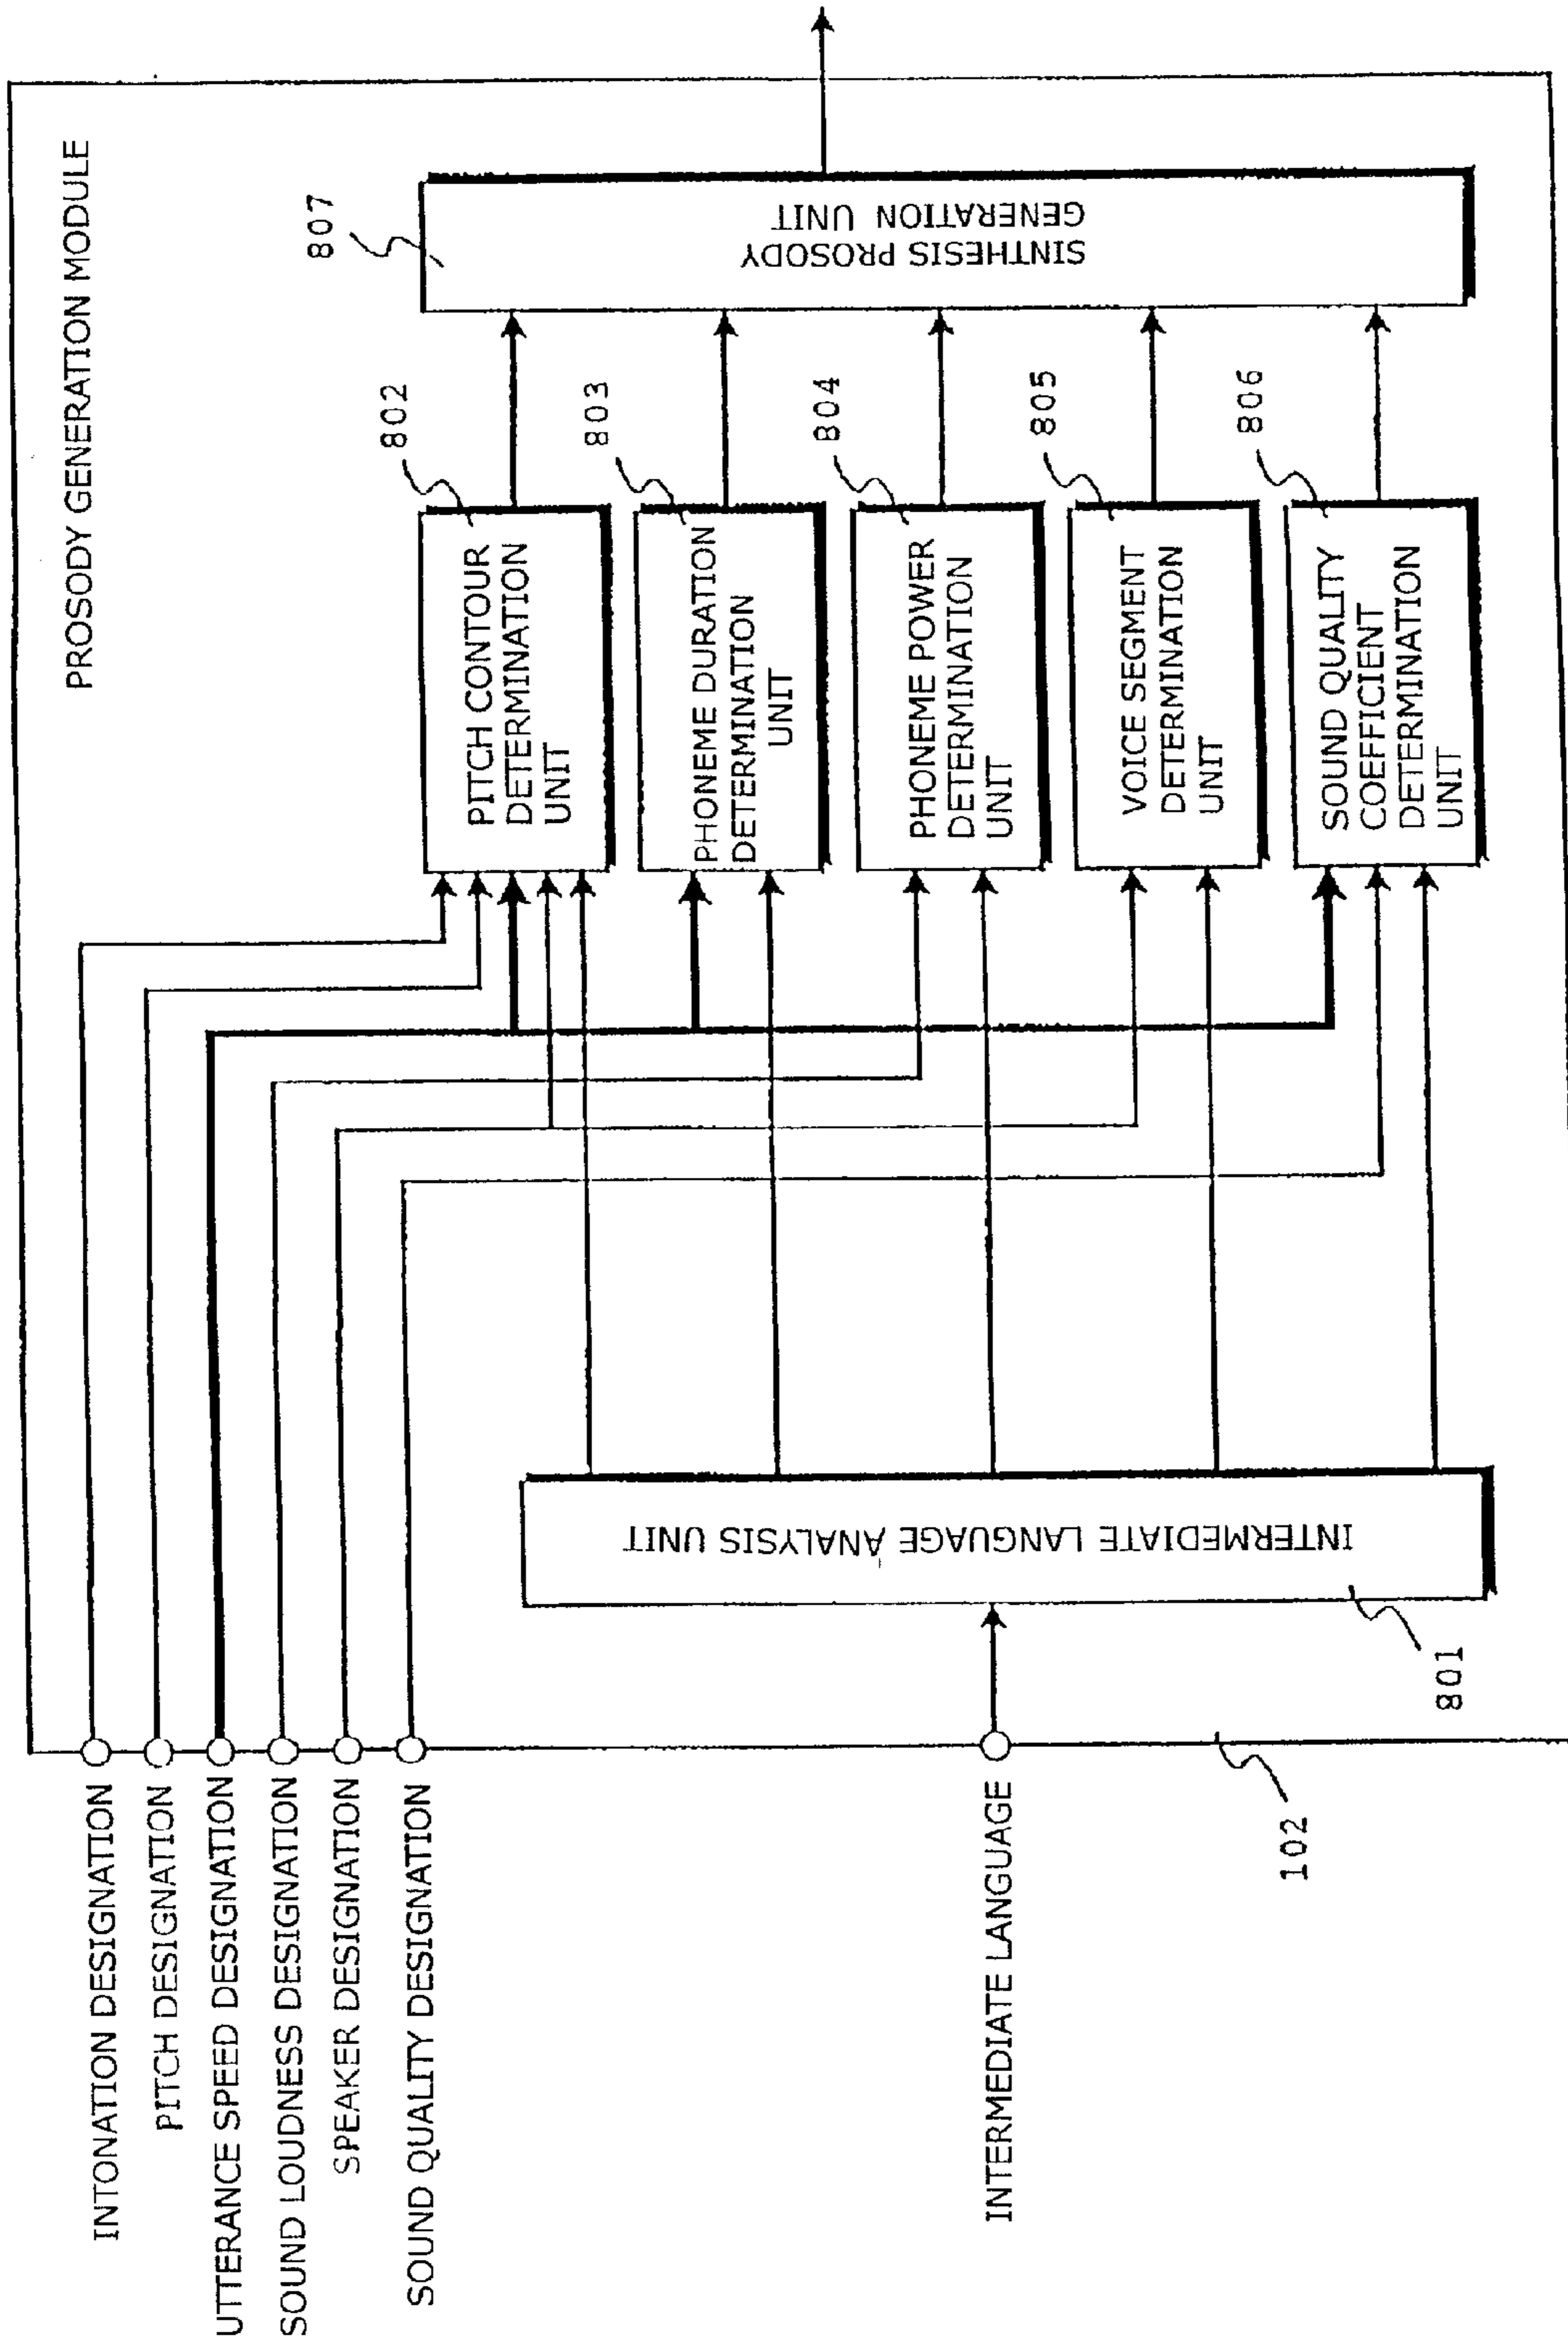 PROSODY GENERATION MODULE
INTONATION DESIGNATION
PITCH DESIGNATION
UTTERANCE SPEED DESIGNATION
SOUND LOUDNESS DESIGNATION
SPEAKER DESIGNATION
SOUND QUALITY DESIGNATION
INTERMEDIATE LANGUAGE
102
INTERMEDIATE LANGUAGE ANALYSIS UNIT
801
PITCH CONTOUR
DETERMINATION
UNIT
802
PHONEME DURATION
DETERMINATION
UNIT
803
PHONEME POWER
DETERMINATION
UNIT
804
VOICE SEGMENT
DETERMINATION
UNIT
805
SOUND QUALITY
COEFFICIENT
DETERMINATION
UNIT
806
SINTHESIS PROSODY
GENERATION UNIT
807